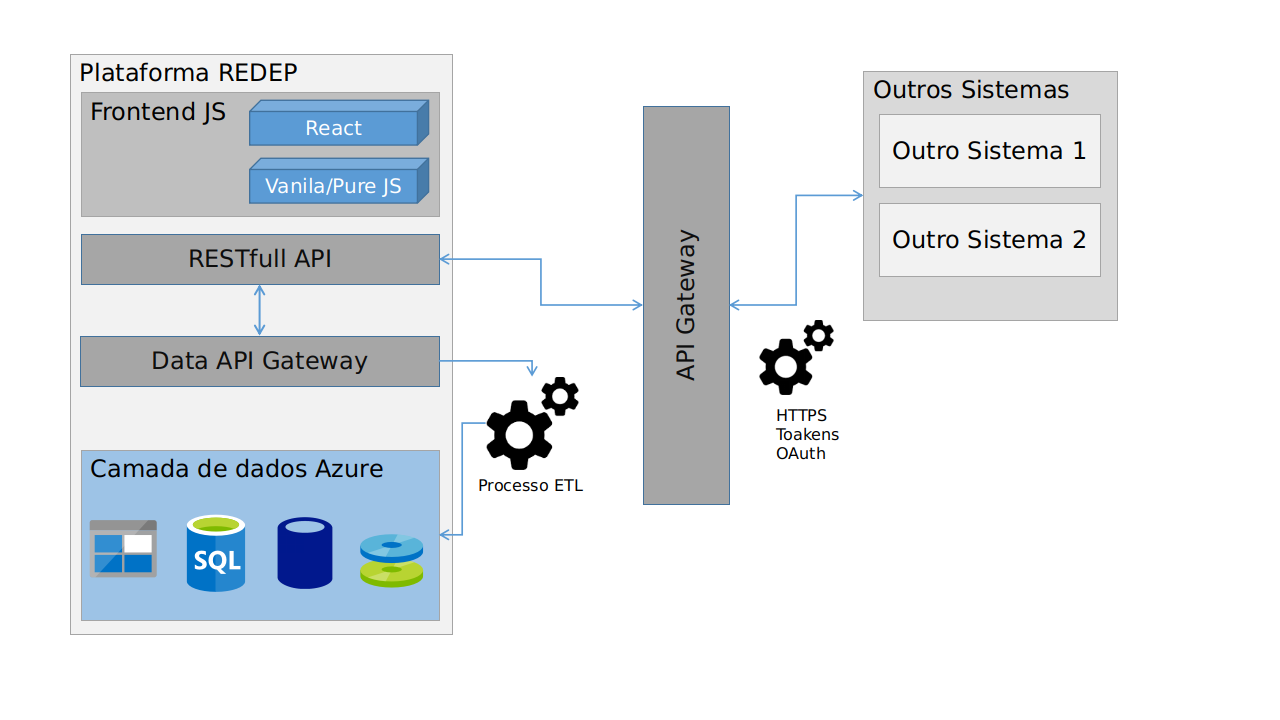 Plataforma REDEP
Frontend JS
React
Vanila/Pure JS
RESTfull API
Data API Gateway
Camada de dados Azure
SQL
Processo ETL
API Gateway
HTTPS
Toakens
OAuth
Outros Sistemas
Outro Sistema 1
Outro Sistema 2